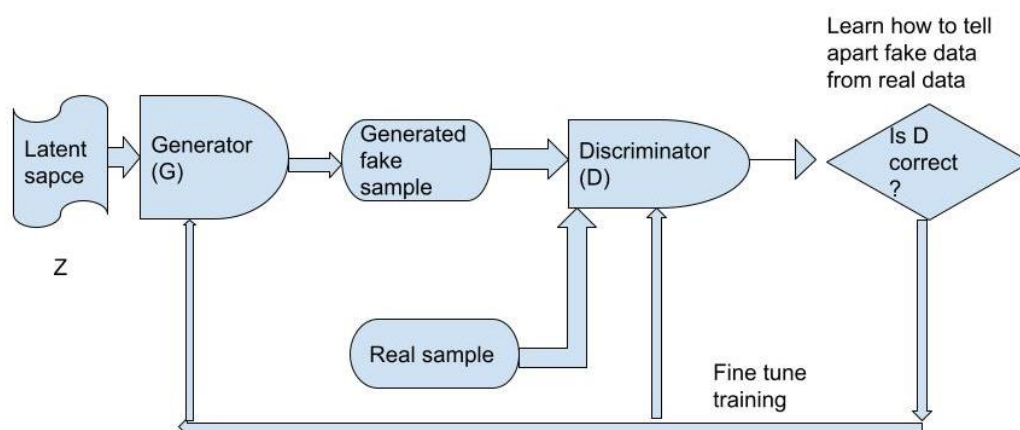 Learn how to tell
apart fake data
from real data
Latent
sapce
Generator
(G)
Generated
fake
sample
Discriminator
(D)
Is D
correct
?
Z
Real sample
Fine tune
training